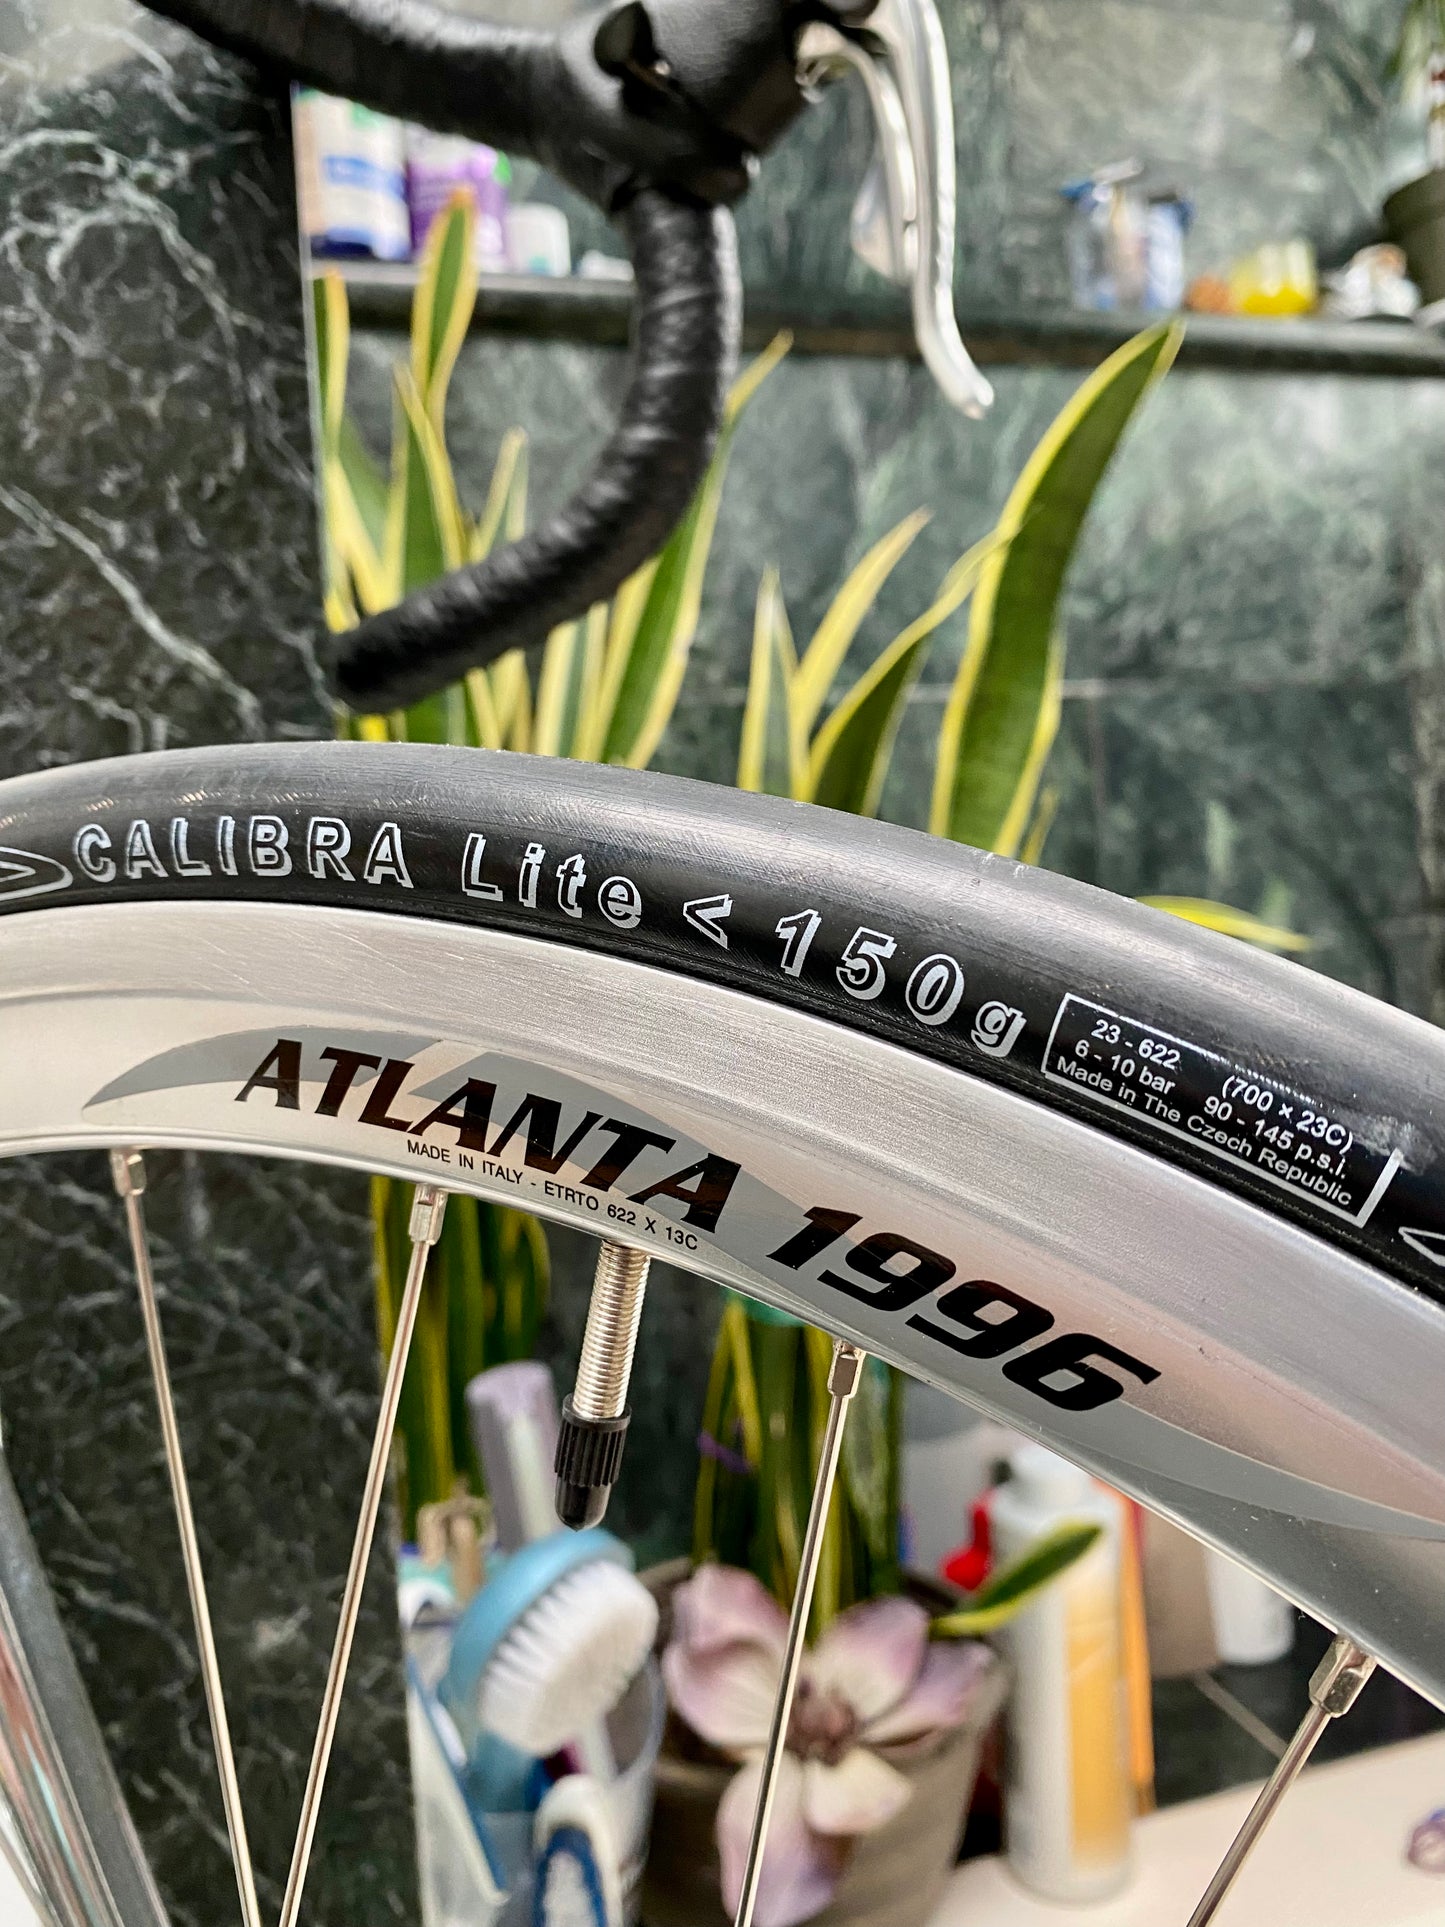 CALIBRA Lite < 150g
23 - 622 (700 × 23C)
6 - 10 bar 90 - 145 p.s.i.
Made in The Czech Republic
ATLANTA 1996
MADE IN ITALY - ETRTO 622 X 13C